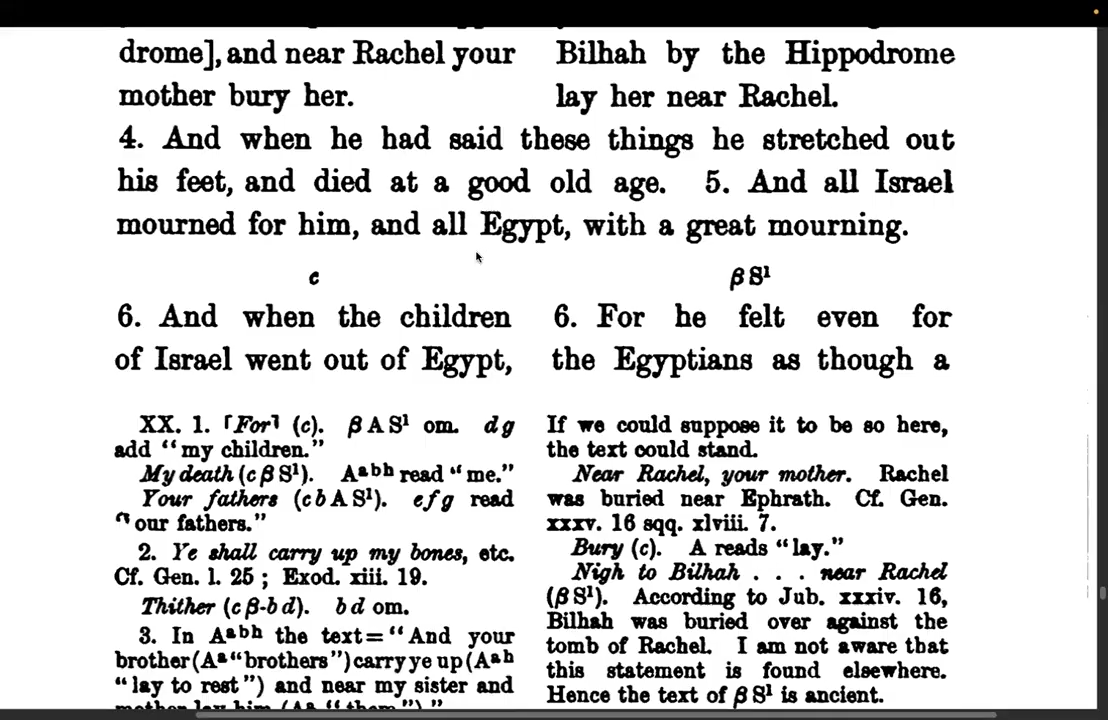 drome], and near Rachel your
mother bury her.
Bilhah by the Hippodrome
lay her near Rachel.
4. And when he had said these things he stretched out
his feet, and died at a good old age. 5. And all Israel
mourned for him, and all Egypt, with a great mourning.
c
6. And when the children
of Israel went out of Egypt,
β S¹
6. For he felt even for
the Egyptians as though a
XX. 1. ⌜For⌝ (c). β A S¹ om. d g
add “my children.”
My death (c β S¹). Aᵃᵇʰ read “me.”
Your fathers (c b A S¹). e f g read
“our fathers.”
2. Ye shall carry up my bones, etc.
Cf. Gen. l. 25 ; Exod. xiii. 19.
Thither (c β-b d). b d om.
3. In Aᵃᵇʰ the text = “And your
brother (Aᵃ “brothers”) carry ye up (Aᵃʰ
“lay to rest”) and near my sister and
mother lay him (Aᵃ “them”).”
If we could suppose it to be so here,
the text could stand.
Near Rachel, your mother. Rachel
was buried near Ephrath. Cf. Gen.
xxxv. 16 sqq. xlviii. 7.
Bury (c). A reads “lay.”
Nigh to Bilhah . . . near Rachel
(β S¹). According to Jub. xxxiv. 16,
Bilhah was buried over against the
tomb of Rachel. I am not aware that
this statement is found elsewhere.
Hence the text of β S¹ is ancient.